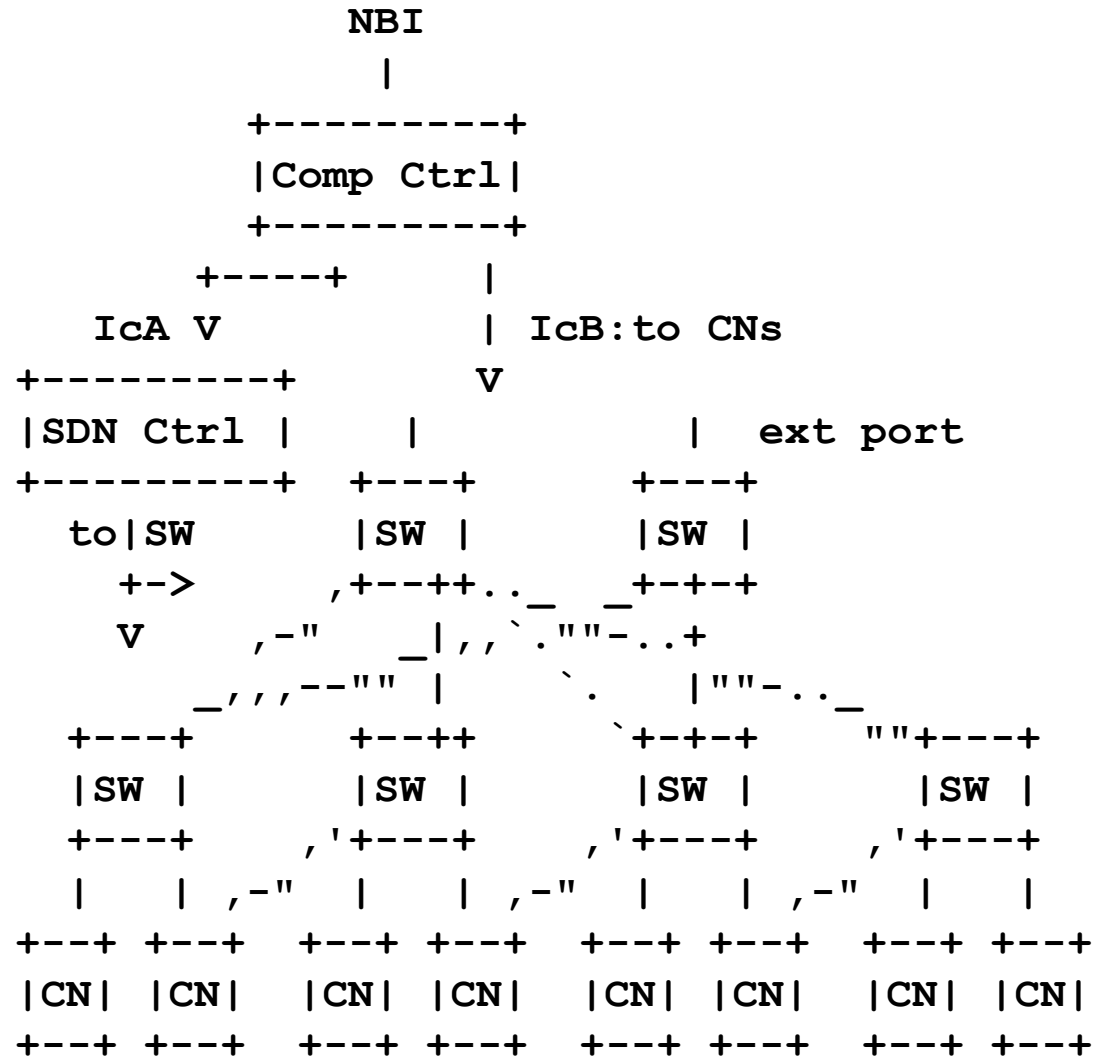 NBI
Comp Ctrl
IcA V
IcB:to CNs
V
SDN Ctrl
ext port
to SW
SW SW
V
SW SW SW SW
CN CN CN CN CN CN CN CN